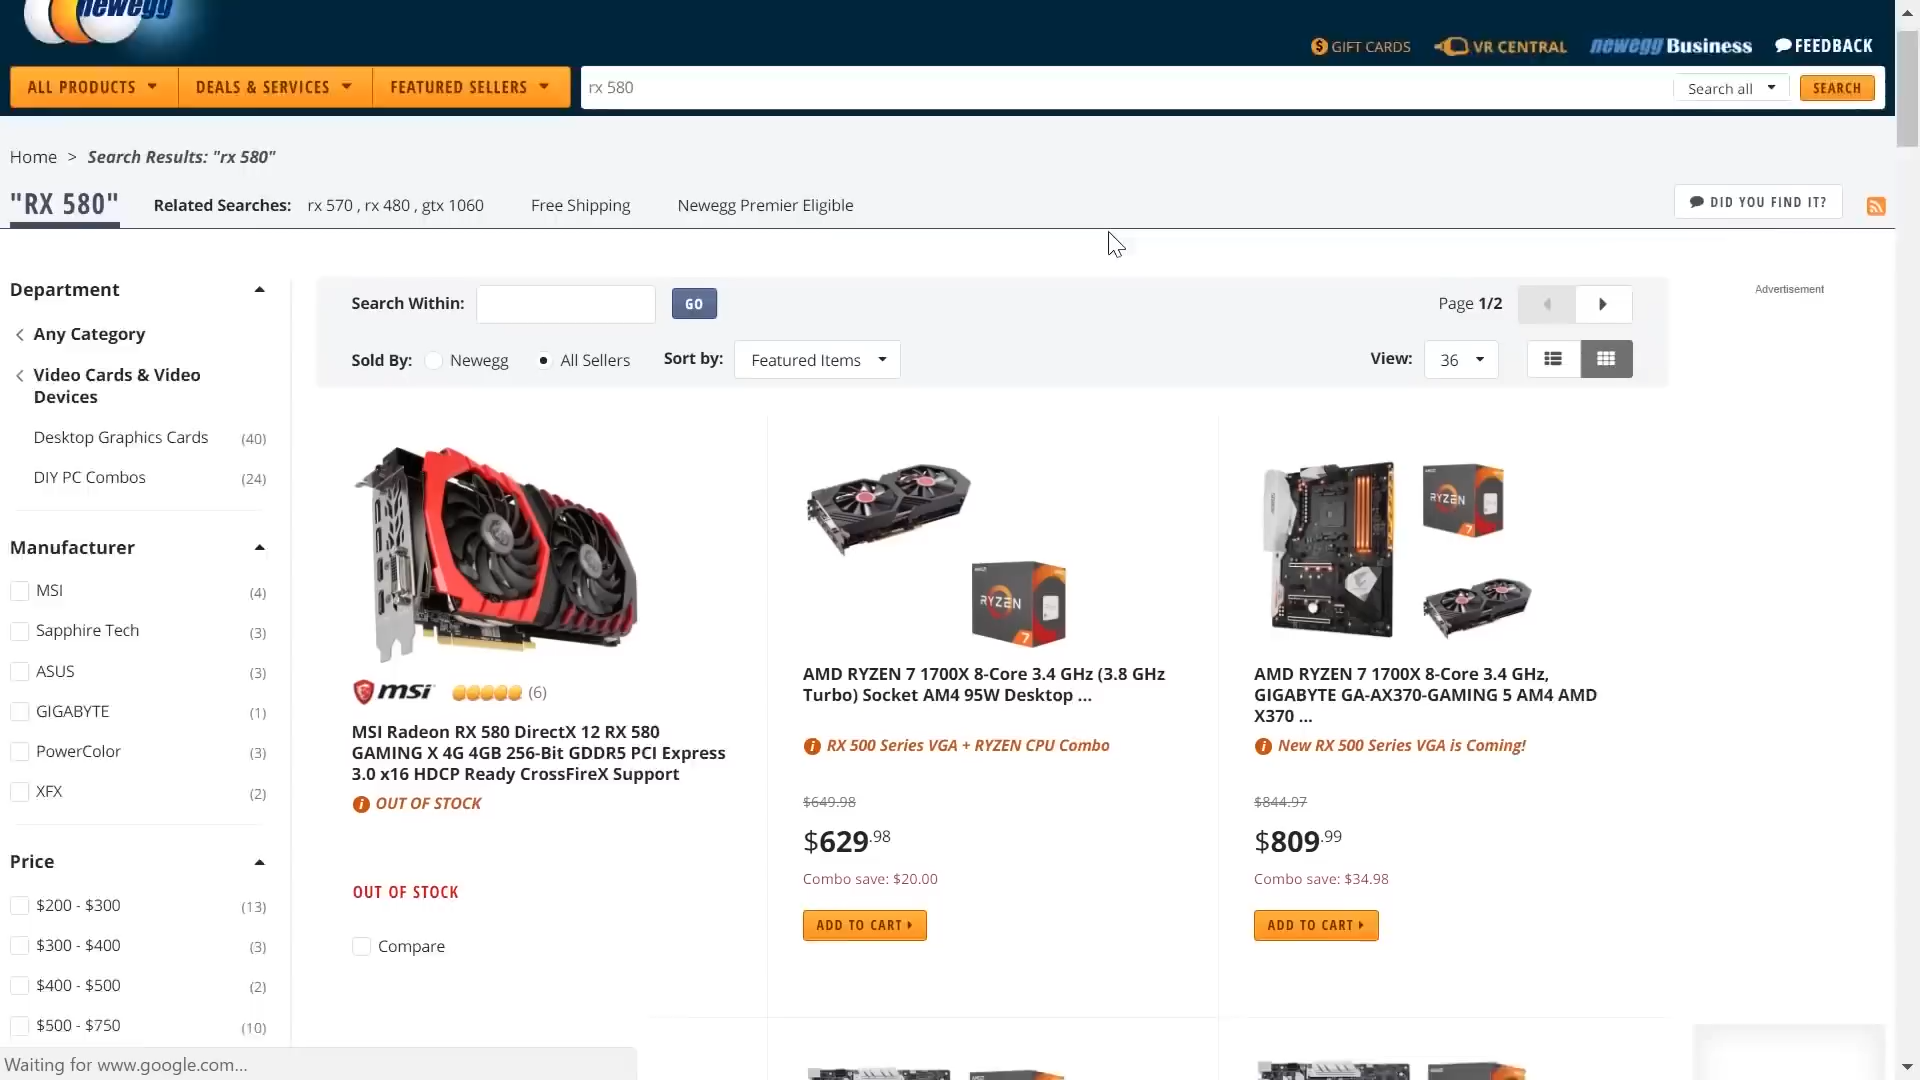 newegg
GIFT CARDS
VR CENTRAL
newegg Business
FEEDBACK
ALL PRODUCTS
DEALS & SERVICES
FEATURED SELLERS
rx 580
Search all
SEARCH
Home > Search Results: "rx 580"
"RX 580"
Related Searches: rx 570 , rx 480 , gtx 1060
Free Shipping
Newegg Premier Eligible
DID YOU FIND IT?
Department
Any Category
Video Cards & Video
Devices
Desktop Graphics Cards (40)
DIY PC Combos (24)
Manufacturer
MSI (4)
Sapphire Tech (3)
ASUS (3)
GIGABYTE (1)
PowerColor (3)
XFX (2)
Price
$200 - $300 (13)
$300 - $400 (3)
$400 - $500 (2)
$500 - $750 (10)
Search Within:
GO
Page 1/2
Sold By: Newegg All Sellers
Sort by: Featured Items
View: 36
Advertisement
msi (6)
MSI Radeon RX 580 DirectX 12 RX 580
GAMING X 4G 4GB 256-Bit GDDR5 PCI Express
3.0 x16 HDCP Ready CrossFireX Support
OUT OF STOCK
OUT OF STOCK
Compare
RYZEN
7
AMD RYZEN 7 1700X 8-Core 3.4 GHz (3.8 GHz
Turbo) Socket AM4 95W Desktop ...
RX 500 Series VGA + RYZEN CPU Combo
$649.98
$629.98
Combo save: $20.00
ADD TO CART
RYZEN
7
AMD RYZEN 7 1700X 8-Core 3.4 GHz,
GIGABYTE GA-AX370-GAMING 5 AM4 AMD
X370 ...
New RX 500 Series VGA is Coming!
$844.97
$809.99
Combo save: $34.98
ADD TO CART
Waiting for www.google.com...